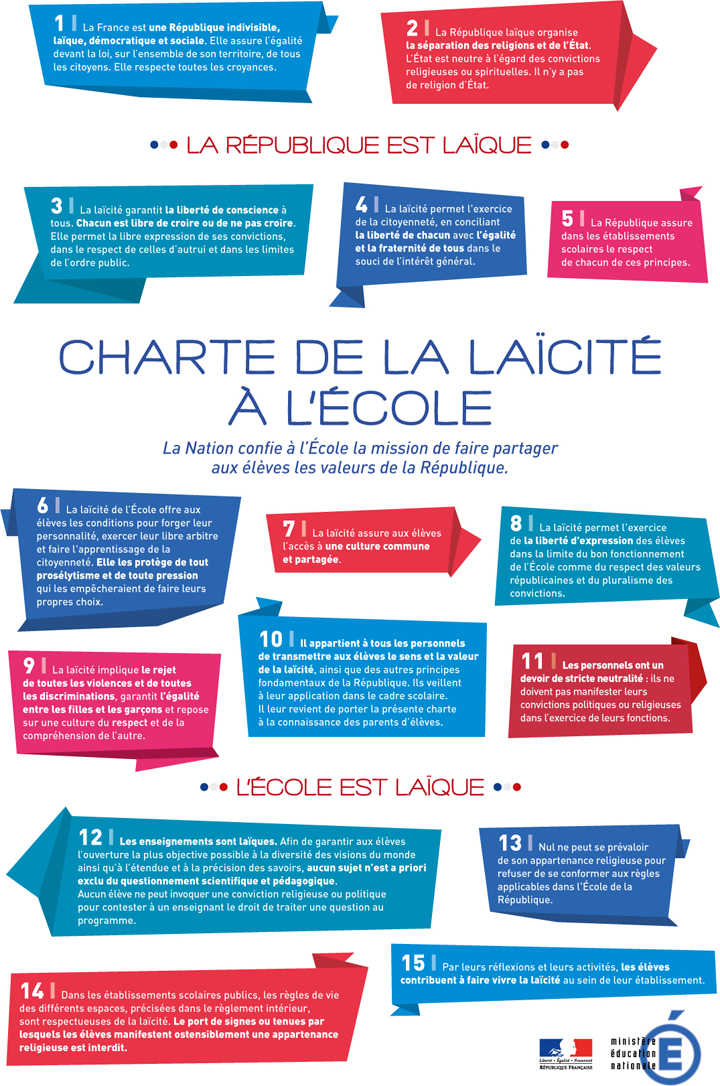 1 La France est une République indivisible,
laïque, démocratique et sociale. Elle assure l'égalité
devant la loi, sur l'ensemble de son territoire, de tous
les citoyens. Elle respecte toutes les croyances.
2 La République laïque organise
la séparation des religions et de l'État.
L'État est neutre à l'égard des convictions
religieuses ou spirituelles. Il n'y a pas
de religion d'État.
LA RÉPUBLIQUE EST LAÏQUE
3 La laïcité garantit la liberté de conscience à
tous. Chacun est libre de croire ou de ne pas croire.
Elle permet la libre expression de ses convictions,
dans le respect de celles d'autrui et dans les limites
de l'ordre public.
4 La laïcité permet l'exercice
de la citoyenneté, en conciliant
la liberté de chacun avec l'égalité
et la fraternité de tous dans le
souci de l'intérêt général.
5 La République assure
dans les établissements
scolaires le respect
de chacun de ces principes.
CHARTE DE LA LAÏCITÉ
À L'ÉCOLE
La Nation confie à l'École la mission de faire partager
aux élèves les valeurs de la République.
6 La laïcité de l'École offre aux
élèves les conditions pour forger leur
personnalité, exercer leur libre arbitre
et faire l'apprentissage de la
citoyenneté. Elle les protège de tout
prosélytisme et de toute pression
qui les empêcheraient de faire leurs
propres choix.
7 La laïcité assure aux élèves
l'accès à une culture commune
et partagée.
8 La laïcité permet l'exercice
de la liberté d'expression des élèves
dans la limite du bon fonctionnement
de l'École comme du respect des valeurs
républicaines et du pluralisme des
convictions.
9 La laïcité implique le rejet
de toutes les violences et de toutes
les discriminations, garantit l'égalité
entre les filles et les garçons et repose
sur une culture du respect et de la
compréhension de l'autre.
10 Il appartient à tous les personnels
de transmettre aux élèves le sens et la valeur
de la laïcité, ainsi que des autres principes
fondamentaux de la République. Ils veillent
à leur application dans le cadre scolaire.
Il leur revient de porter la présente charte
à la connaissance des parents d'élèves.
11 Les personnels ont un
devoir de stricte neutralité : ils ne
doivent pas manifester leurs
convictions politiques ou religieuses
dans l'exercice de leurs fonctions.
L'ÉCOLE EST LAÏQUE
12 Les enseignements sont laïques. Afin de garantir aux élèves
l'ouverture la plus objective possible à la diversité des visions du monde
ainsi qu'à l'étendue et à la précision des savoirs, aucun sujet n'est a priori
exclu du questionnement scientifique et pédagogique.
Aucun élève ne peut invoquer une conviction religieuse ou politique
pour contester à un enseignant le droit de traiter une question au
programme.
13 Nul ne peut se prévaloir
de son appartenance religieuse pour
refuser de se conformer aux règles
applicables dans l'École de la
République.
14 Dans les établissements scolaires publics, les règles de vie
des différents espaces, précisées dans le règlement intérieur,
sont respectueuses de la laïcité. Le port de signes ou tenues par
lesquels les élèves manifestent ostensiblement une appartenance
religieuse est interdit.
15 Par leurs réflexions et leurs activités, les élèves
contribuent à faire vivre la laïcité au sein de leur établissement.
Liberté • Égalité • Fraternité
RÉPUBLIQUE FRANÇAISE
ministère
éducation
nationale
É